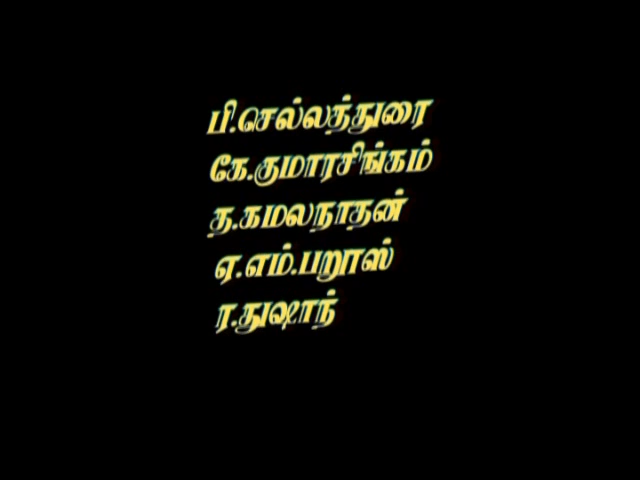 பி.செல்லத்துரை
கே.குமாரசிங்கம்
த.கமலநாதன்
ஏ.எம்.பறூஸ்
ர.துஷாந்